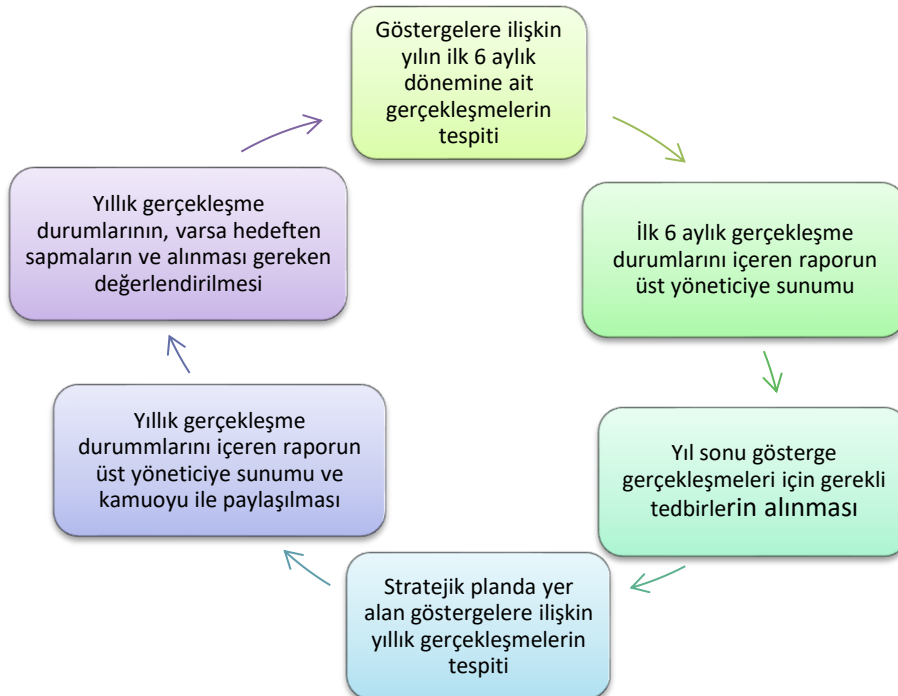 Göstergelere ilişkin
yılın ilk 6 aylık
dönemine ait
gerçekleşmelerin
tespiti
İlk 6 aylık gerçekleşme
durumlarını içeren raporun
üst yöneticiye sunumu
Yıl sonu gösterge
gerçekleşmeleri için gerekli
tedbirlerin alınması
Stratejik planda yer
alan göstergelere ilişkin
yıllık gerçekleşmelerin
tespiti
Yıllık gerçekleşme
durummlarını içeren raporun
üst yöneticiye sunumu ve
kamuoyu ile paylaşılması
Yıllık gerçekleşme
durumlarının, varsa hedeften
sapmaların ve alınması gereken
değerlendirilmesi